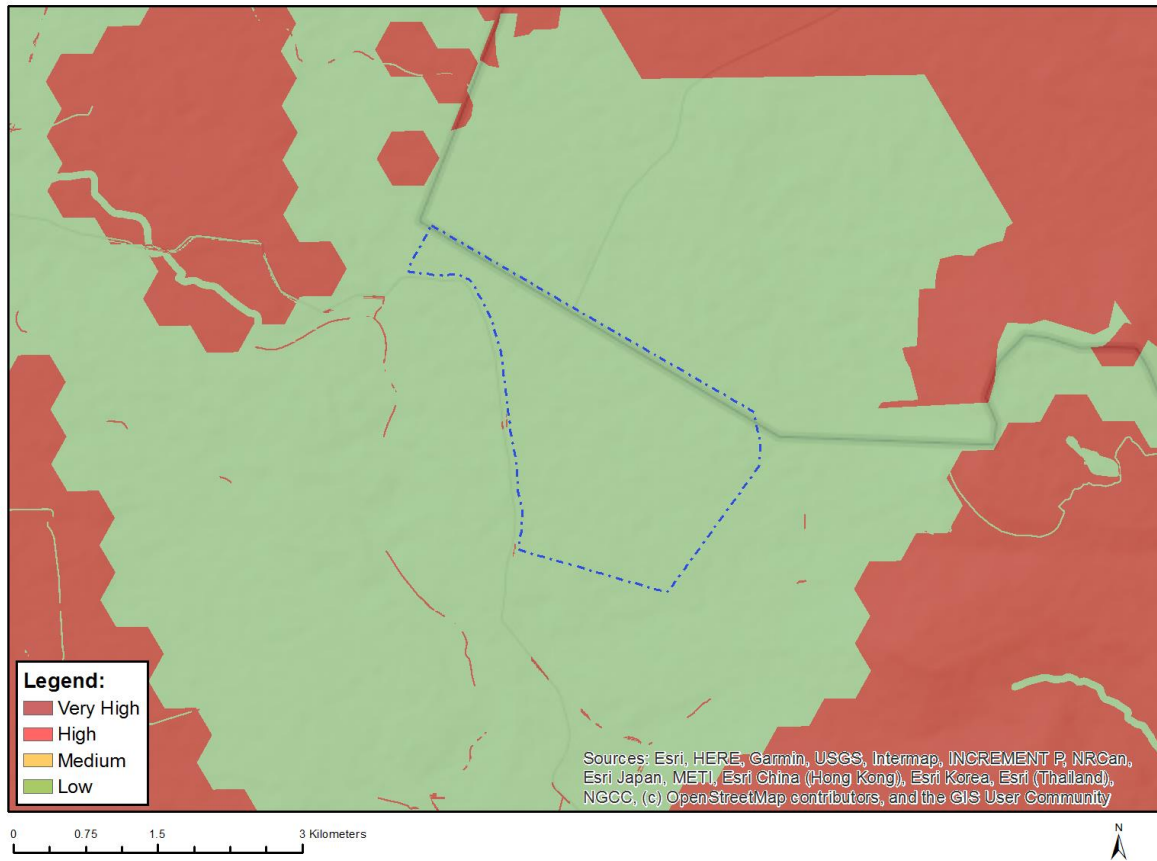 Legend:
Very High
High
Medium
Low
Sources: Esri, HERE, Garmin, USGS, Intermap, INCREMENT P, NRCan,
Esri Japan, METI, Esri China (Hong Kong), Esri Korea, Esri (Thailand),
NGCC, (c) OpenStreetMap contributors, and the GIS User Community
0 0.75 1.5 3 Kilometers
N